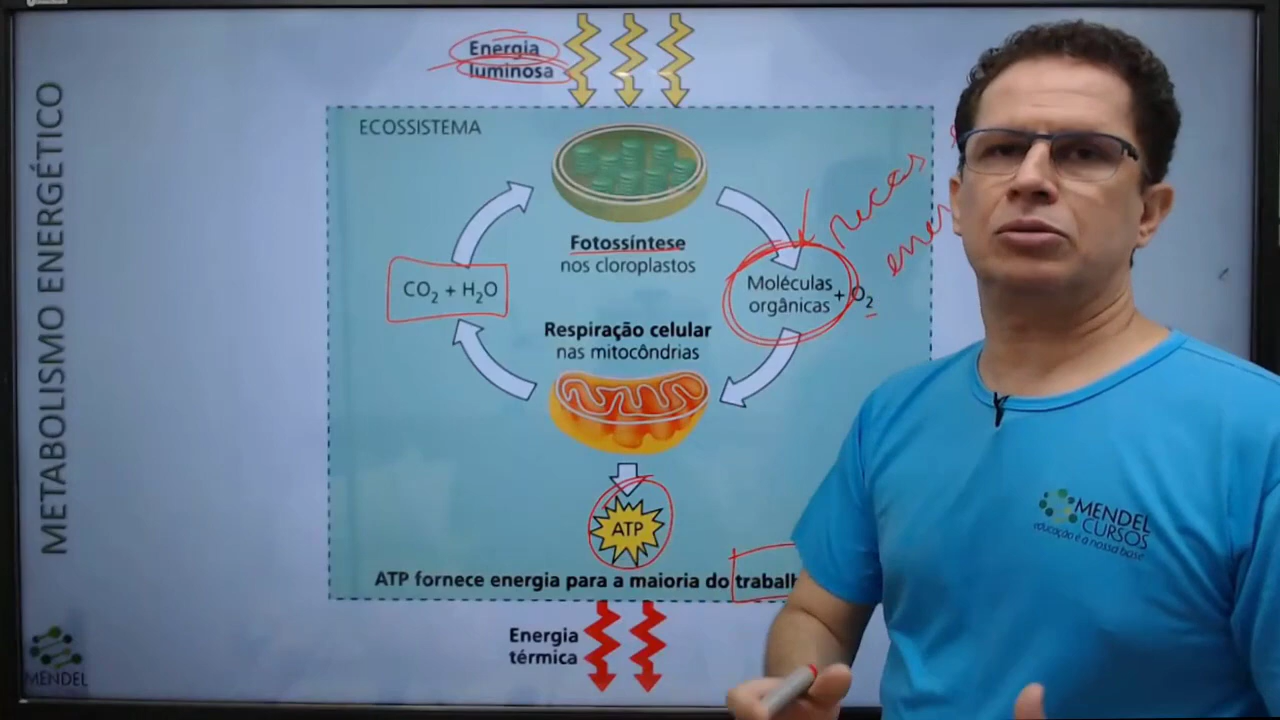 METABOLISMO ENERGÉTICO
Energia
luminosa
ECOSSISTEMA
Fotossíntese
nos cloroplastos
CO₂ + H₂O
Moléculas
orgânicas + O₂
Respiração celular
nas mitocôndrias
ATP
ATP fornece energia para a maioria do
Energia
térmica
MENDEL
MENDEL
CURSOS
educação é a nossa base